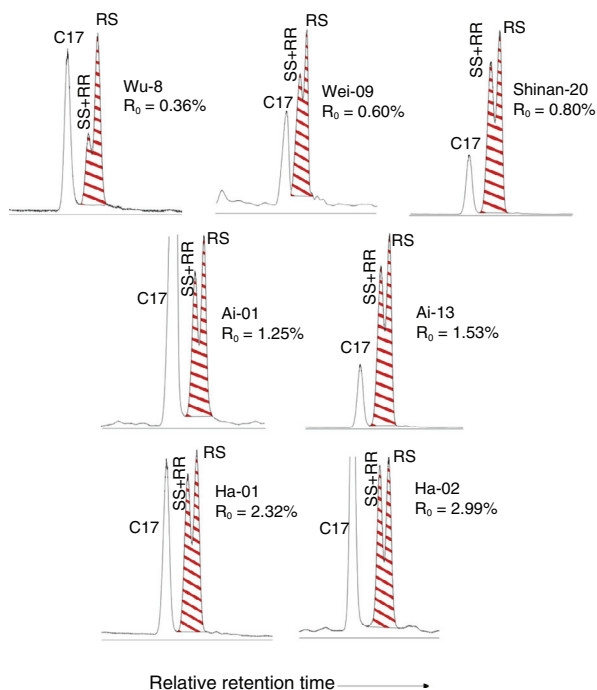 C17
SS+RR
RS
Wu-8
R₀ = 0.36%
C17
SS+RR
RS
Wei-09
R₀ = 0.60%
C17
SS+RR
RS
Shinan-20
R₀ = 0.80%
C17
SS+RR
RS
Ai-01
R₀ = 1.25%
C17
SS+RR
RS
Ai-13
R₀ = 1.53%
C17
SS+RR
RS
Ha-01
R₀ = 2.32%
C17
SS+RR
RS
Ha-02
R₀ = 2.99%
Relative retention time